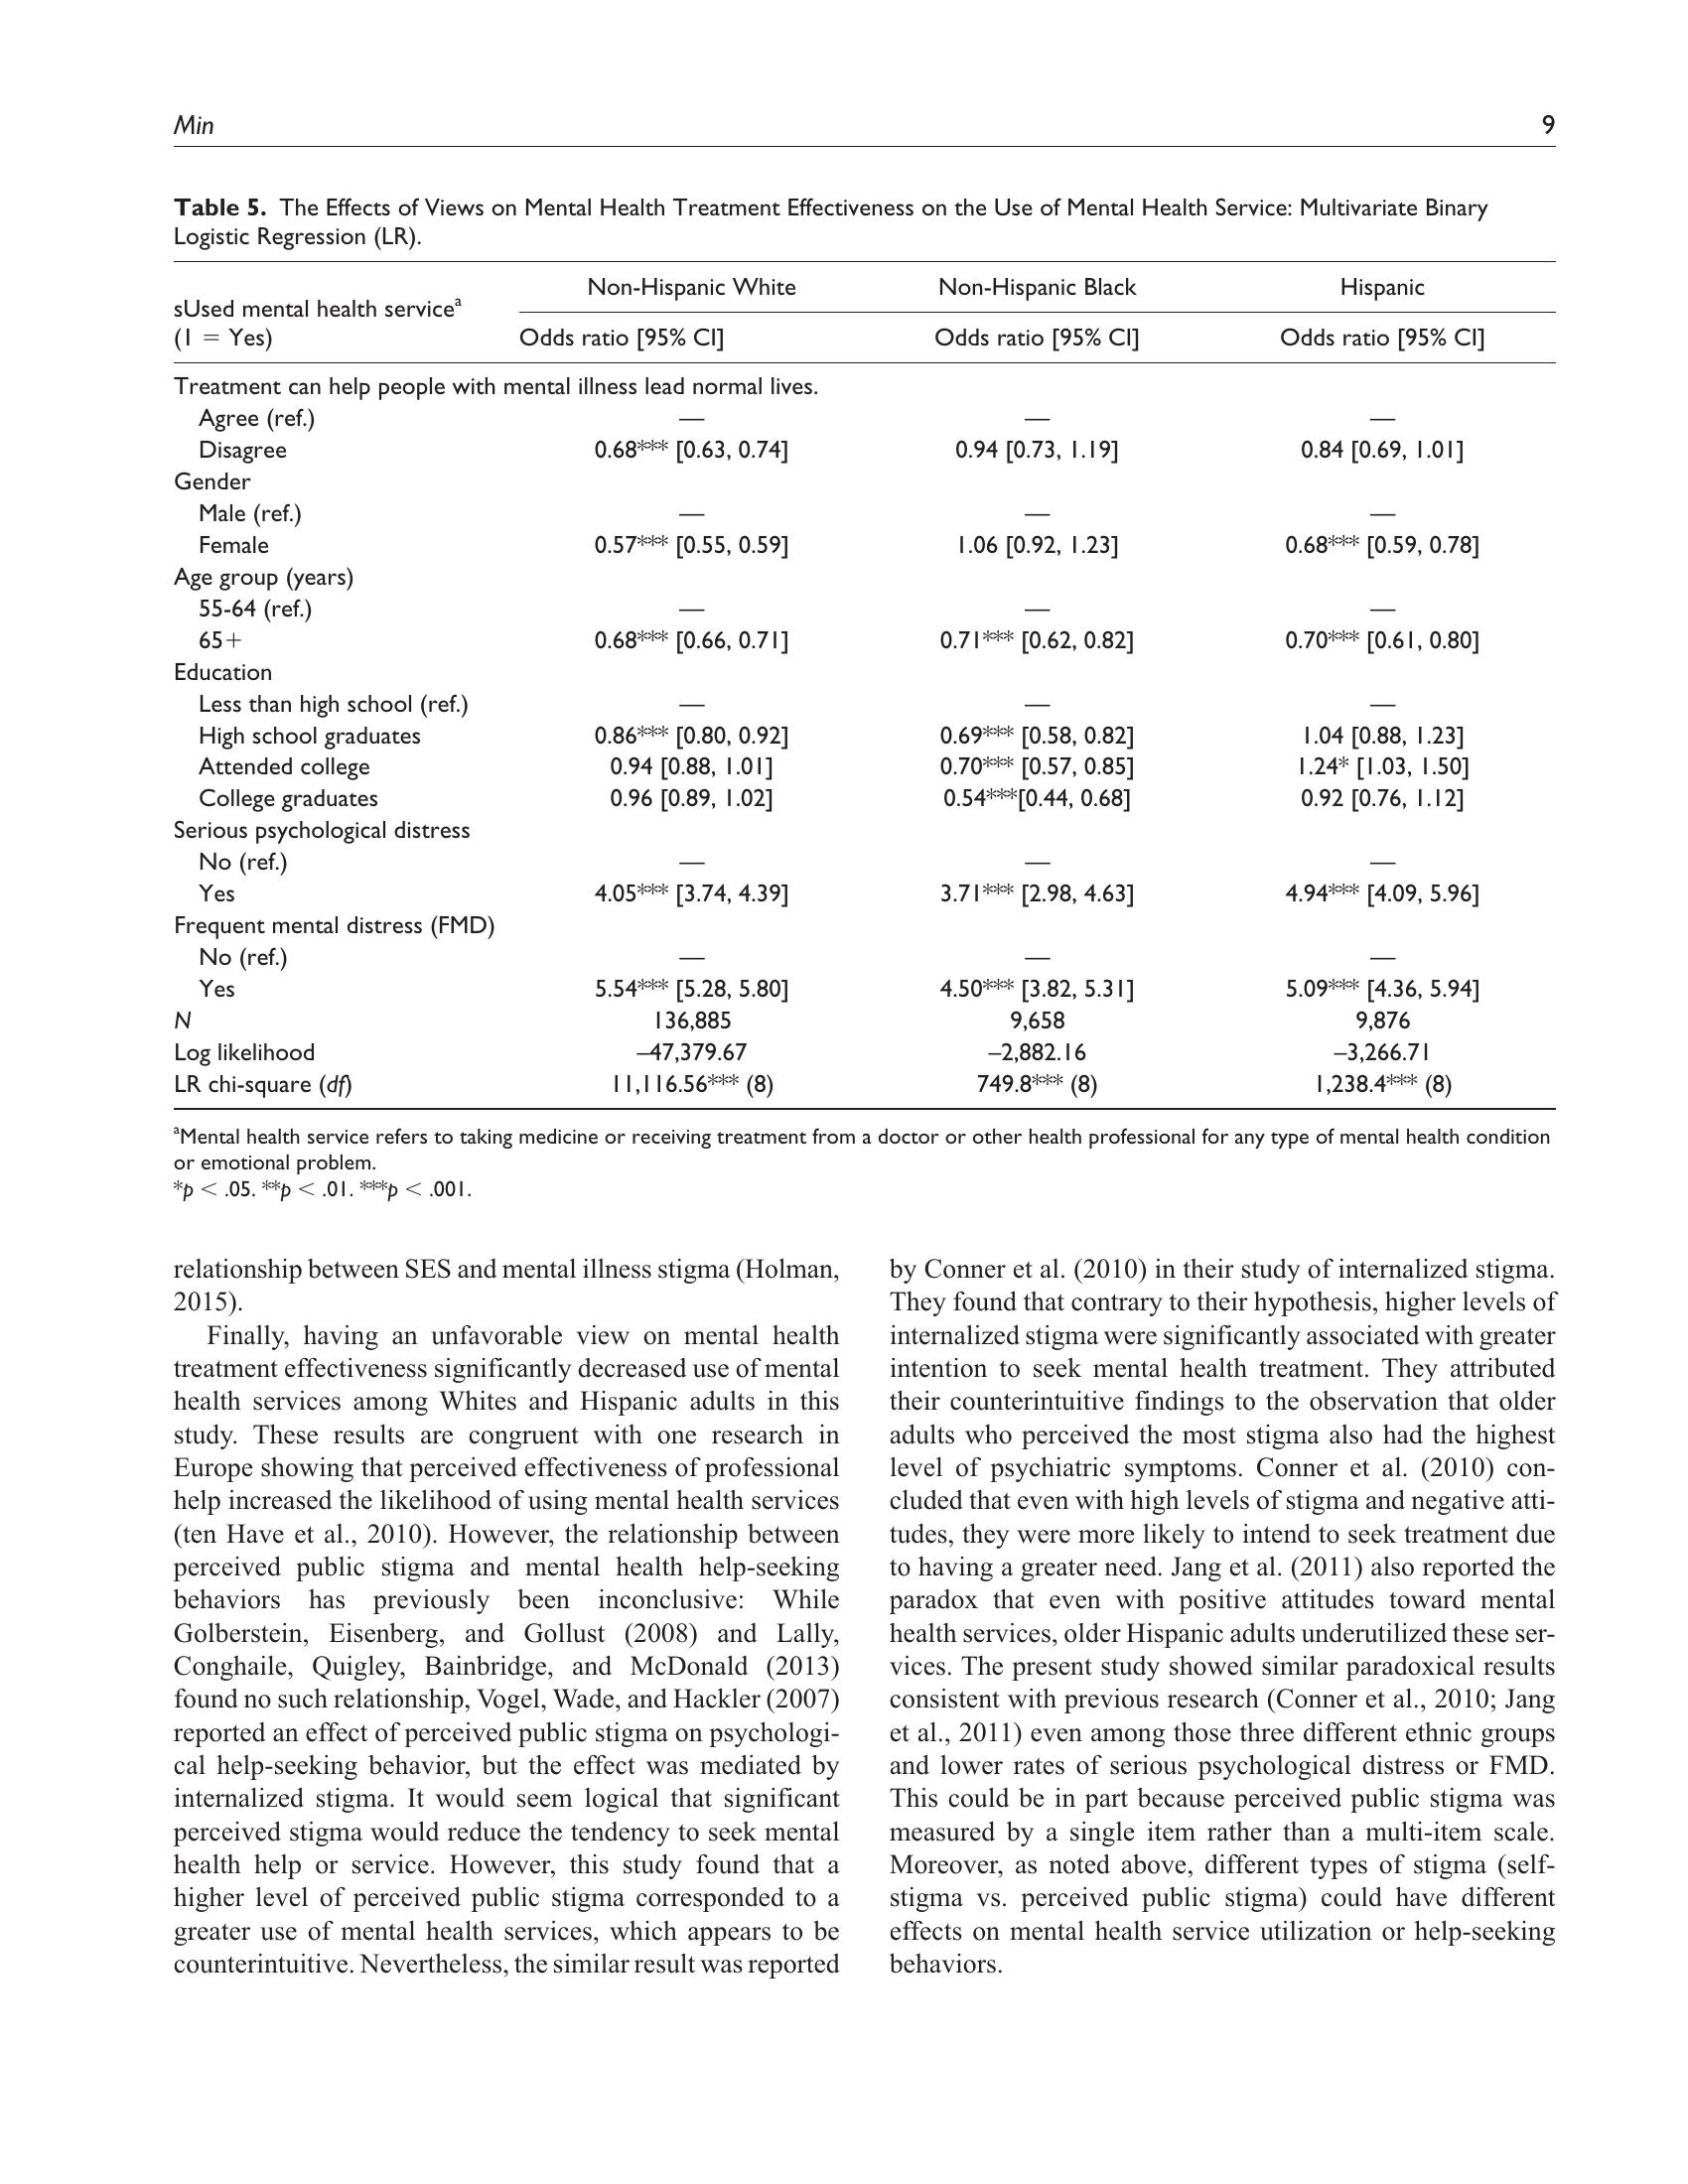 Min 9
Table 5. The Effects of Views on Mental Health Treatment Effectiveness on the Use of Mental Health Service: Multivariate Binary
Logistic Regression (LR).
sUsed mental health serviceᵃ
(1 = Yes)
Non-Hispanic White Non-Hispanic Black Hispanic
Odds ratio [95% CI] Odds ratio [95% CI] Odds ratio [95% CI]
Treatment can help people with mental illness lead normal lives.
Agree (ref.) — — —
Disagree 0.68*** [0.63, 0.74] 0.94 [0.73, 1.19] 0.84 [0.69, 1.01]
Gender
Male (ref.) — — —
Female 0.57*** [0.55, 0.59] 1.06 [0.92, 1.23] 0.68*** [0.59, 0.78]
Age group (years)
55-64 (ref.) — — —
65+ 0.68*** [0.66, 0.71] 0.71*** [0.62, 0.82] 0.70*** [0.61, 0.80]
Education
Less than high school (ref.) — — —
High school graduates 0.86*** [0.80, 0.92] 0.69*** [0.58, 0.82] 1.04 [0.88, 1.23]
Attended college 0.94 [0.88, 1.01] 0.70*** [0.57, 0.85] 1.24* [1.03, 1.50]
College graduates 0.96 [0.89, 1.02] 0.54***[0.44, 0.68] 0.92 [0.76, 1.12]
Serious psychological distress
No (ref.) — — —
Yes 4.05*** [3.74, 4.39] 3.71*** [2.98, 4.63] 4.94*** [4.09, 5.96]
Frequent mental distress (FMD)
No (ref.) — — —
Yes 5.54*** [5.28, 5.80] 4.50*** [3.82, 5.31] 5.09*** [4.36, 5.94]
N 136,885 9,658 9,876
Log likelihood –47,379.67 –2,882.16 –3,266.71
LR chi-square (df) 11,116.56*** (8) 749.8*** (8) 1,238.4*** (8)
ᵃMental health service refers to taking medicine or receiving treatment from a doctor or other health professional for any type of mental health condition
or emotional problem.
*p < .05. **p < .01. ***p < .001.
relationship between SES and mental illness stigma (Holman,
2015).
Finally, having an unfavorable view on mental health
treatment effectiveness significantly decreased use of mental
health services among Whites and Hispanic adults in this
study. These results are congruent with one research in
Europe showing that perceived effectiveness of professional
help increased the likelihood of using mental health services
(ten Have et al., 2010). However, the relationship between
perceived public stigma and mental health help-seeking
behaviors has previously been inconclusive: While
Golberstein, Eisenberg, and Gollust (2008) and Lally,
Conghaile, Quigley, Bainbridge, and McDonald (2013)
found no such relationship, Vogel, Wade, and Hackler (2007)
reported an effect of perceived public stigma on psychologi-
cal help-seeking behavior, but the effect was mediated by
internalized stigma. It would seem logical that significant
perceived stigma would reduce the tendency to seek mental
health help or service. However, this study found that a
higher level of perceived public stigma corresponded to a
greater use of mental health services, which appears to be
counterintuitive. Nevertheless, the similar result was reported
by Conner et al. (2010) in their study of internalized stigma.
They found that contrary to their hypothesis, higher levels of
internalized stigma were significantly associated with greater
intention to seek mental health treatment. They attributed
their counterintuitive findings to the observation that older
adults who perceived the most stigma also had the highest
level of psychiatric symptoms. Conner et al. (2010) con-
cluded that even with high levels of stigma and negative atti-
tudes, they were more likely to intend to seek treatment due
to having a greater need. Jang et al. (2011) also reported the
paradox that even with positive attitudes toward mental
health services, older Hispanic adults underutilized these ser-
vices. The present study showed similar paradoxical results
consistent with previous research (Conner et al., 2010; Jang
et al., 2011) even among those three different ethnic groups
and lower rates of serious psychological distress or FMD.
This could be in part because perceived public stigma was
measured by a single item rather than a multi-item scale.
Moreover, as noted above, different types of stigma (self-
stigma vs. perceived public stigma) could have different
effects on mental health service utilization or help-seeking
behaviors.